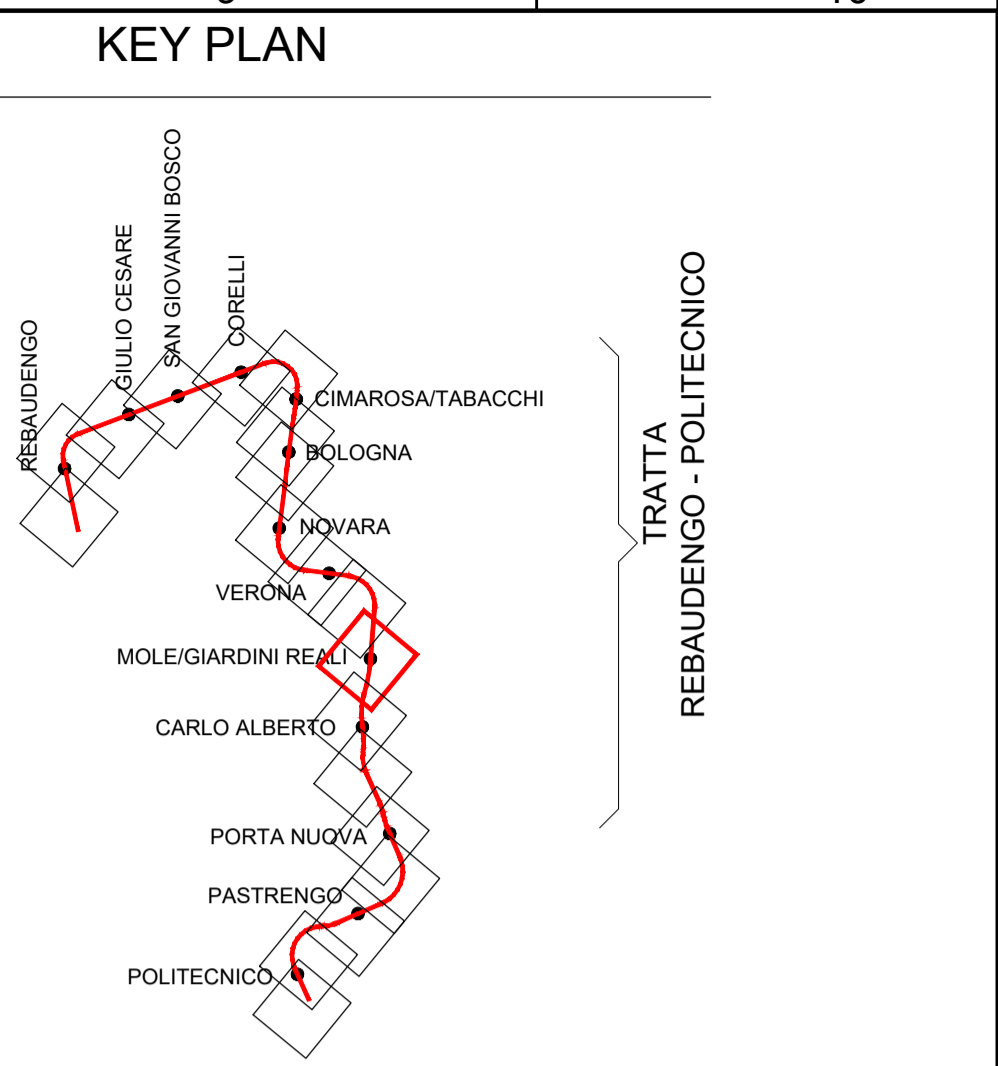 KEY PLAN
REBAUDENGO
GIULIO CESARE
SAN GIOVANNI BOSCO
CORELLI
CIMAROSA/TABACCHI
BOLOGNA
NOVARA
VERONA
MOLE/GIARDINI REALI
CARLO ALBERTO
PORTA NUOVA
PASTRENGO
POLITECNICO
TRATTA
REBAUDENGO - POLITECNICO